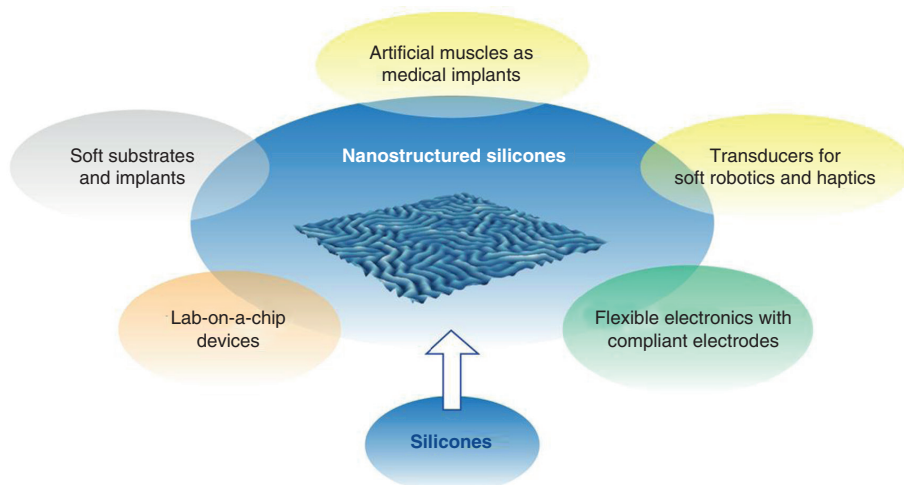 Artificial muscles as
medical implants
Soft substrates
and implants
Nanostructured silicones
Transducers for
soft robotics and haptics
Lab-on-a-chip
devices
Flexible electronics with
compliant electrodes
Silicones